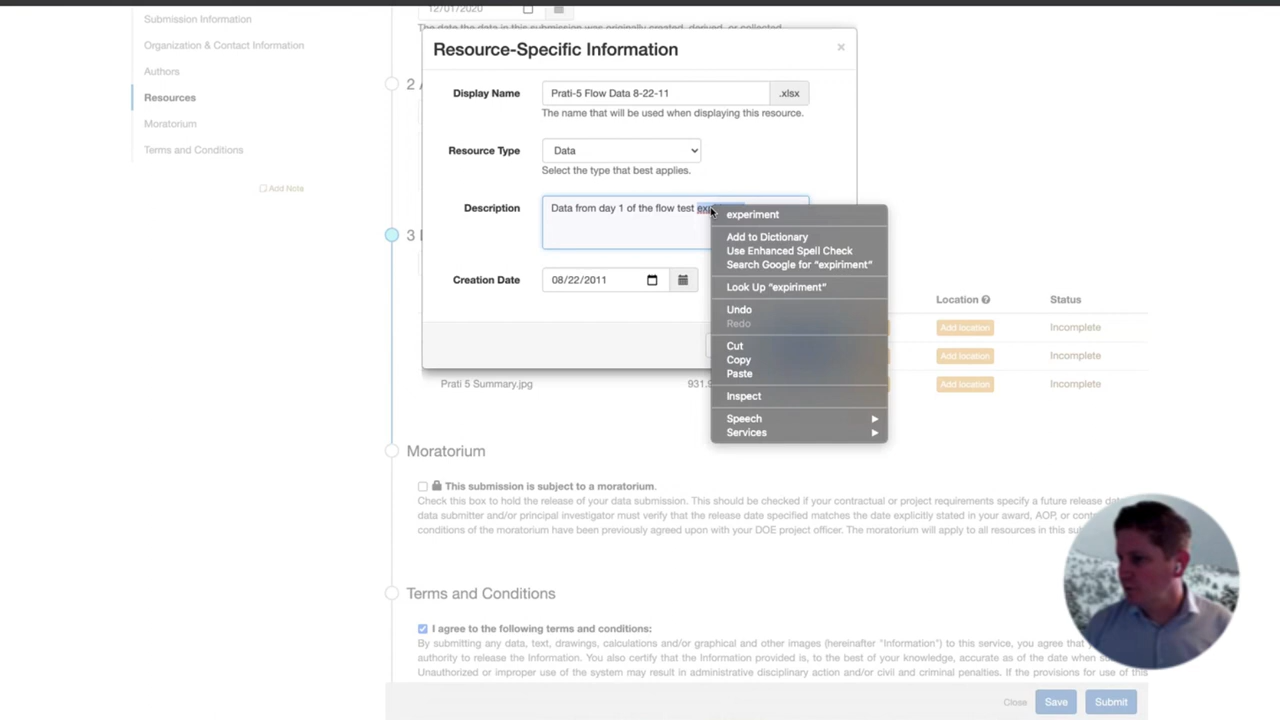 Submission Information
Organization & Contact Information
Authors
Resources
Moratorium
Terms and Conditions
Add Note
12/01/2020
The date the data in this submission was originally created, derived, or collected.
2
3
Resource-Specific Information
×
Display Name
Prati-5 Flow Data 8-22-11
.xlsx
The name that will be used when displaying this resource.
Resource Type
Data
Select the type that best applies.
Description
Data from day 1 of the flow test
Creation Date
08/22/2011
experiment
Add to Dictionary
Use Enhanced Spell Check
Search Google for “expiriment”
Look Up “expiriment”
Undo
Redo
Cut
Copy
Paste
Inspect
Speech
Services
Location
Status
Add location
Incomplete
Add location
Incomplete
Prati 5 Summary.jpg
931.
Add location
Incomplete
Moratorium
This submission is subject to a moratorium.
Check this box to hold the release of your data submission. This should be checked if your contractual or project requirements specify a future release
data submitter and/or principal investigator must verify that the release date specified matches the date explicitly stated in your award, AOP, or
conditions of the moratorium have been previously agreed upon with your DOE project officer. The moratorium will apply to all resources in this
Terms and Conditions
I agree to the following terms and conditions:
By submitting any data, text, drawings, calculations and/or graphical and other images (hereinafter "Information") to this service, you agree that
authority to release the Information. You also certify that the Information provided is, to the best of your knowledge, accurate as of the date when
Unauthorized or improper use of the system may result in administrative disciplinary action and/or civil and criminal penalties. If the provisions for use of this
Close
Save
Submit